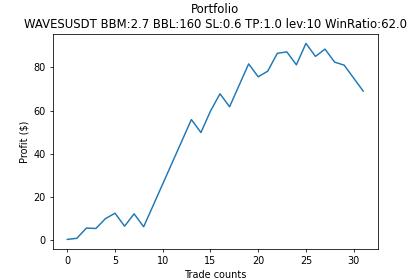 Portfolio
WAVESUSDT BBM:2.7 BBL:160 SL:0.6 TP:1.0 lev:10 WinRatio:62.0
80
60
40
20
0
Profit ($)
0 5 10 15 20 25 30
Trade counts